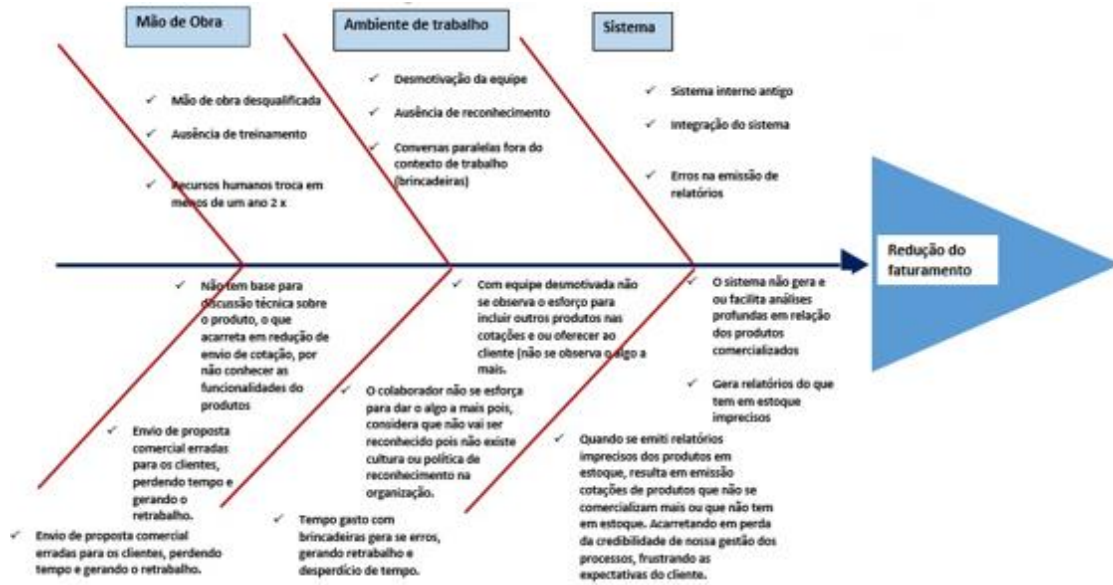 Mão de Obra
Ambiente de trabalho
Sistema
✓ Mão de obra desqualificada
✓ Ausência de treinamento
✓ Recursos humanos troca em
menos de um ano 2 x
✓ Desmotivação da equipe
✓ Ausência de reconhecimento
✓ Conversas paralelas fora do
contexto de trabalho
(brincadeiras)
✓ Sistema interno antigo
✓ Integração do sistema
✓ Erros na emissão de
relatórios
Redução do
faturamento
✓ Não tem base para
discussão técnica sobre
o produto, o que
acarreta em redução de
envio de cotação, por
não conhecer as
funcionalidades do
produtos
✓ Envio de proposta
comercial erradas
para os clientes,
perdendo tempo e
gerando o
retrabalho.
✓ Envio de proposta comercial
erradas para os clientes, perdendo
tempo e gerando o retrabalho.
✓ Com equipe desmotivada não
se observa o esforço para
incluir outros produtos nas
cotações e ou oferecer ao
cliente (não se observa o algo a
mais.
✓ O colaborador não se esforça
para dar o algo a mais pois,
considera que não vai ser
reconhecido pois não existe
cultura ou política de
reconhecimento na
organização.
✓ Tempo gasto com
brincadeiras gera se erros,
gerando retrabalho e
desperdício de tempo.
✓ O sistema não gera e
ou facilita análises
profundas em relação
dos produtos
comercializados
✓ Gera relatórios do que
tem em estoque
imprecisos
✓ Quando se emiti relatórios
imprecisos dos produtos em
estoque, resulta em emissão
cotações de produtos que não se
comercializam mais ou que não tem
em estoque. Acarretando em perda
da credibilidade de nossa gestão dos
processos, frustrando as
expectativas do cliente.